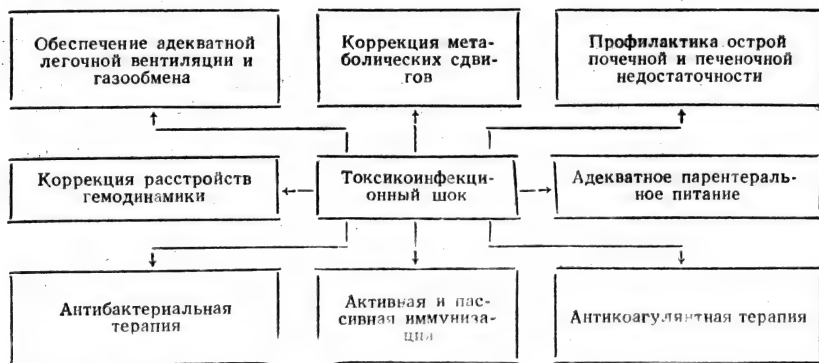 Обеспечение адекватной
легочной вентиляции и
газообмена
Коррекция мета-
болических сдви-
гов
Профилактика острой
почечной и печеночной
недостаточности
Коррекция расстройств
гемодинамики
Токсикоинфекци-
онный шок
Адекватное парентераль-
ное питание
Антибактериальная
терапия
Активная и пас-
сивная иммуниза-
ция
Антикоагулянтная терапия